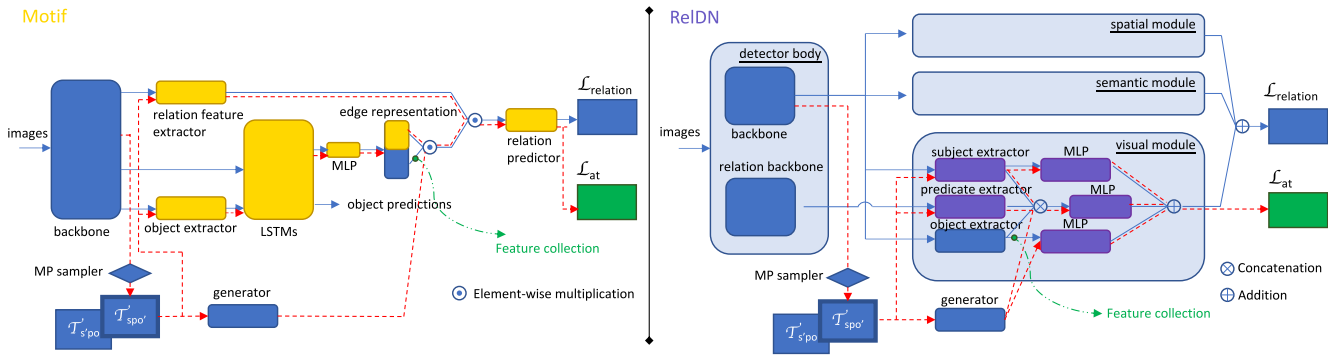 Motif
images
backbone
relation feature
extractor
object extractor
LSTMs
MLP
edge representation
object predictions
relation
predictor
ℒrelation
ℒat
Feature collection
MP sampler
𝒯's'po
𝒯'spo'
generator
Element-wise multiplication
RelDN
images
detector body
backbone
relation backbone
spatial module
semantic module
visual module
subject extractor
MLP
predicate extractor
MLP
object extractor
MLP
ℒrelation
ℒat
MP sampler
𝒯's'po
𝒯'spo'
generator
Feature collection
Concatenation
Addition